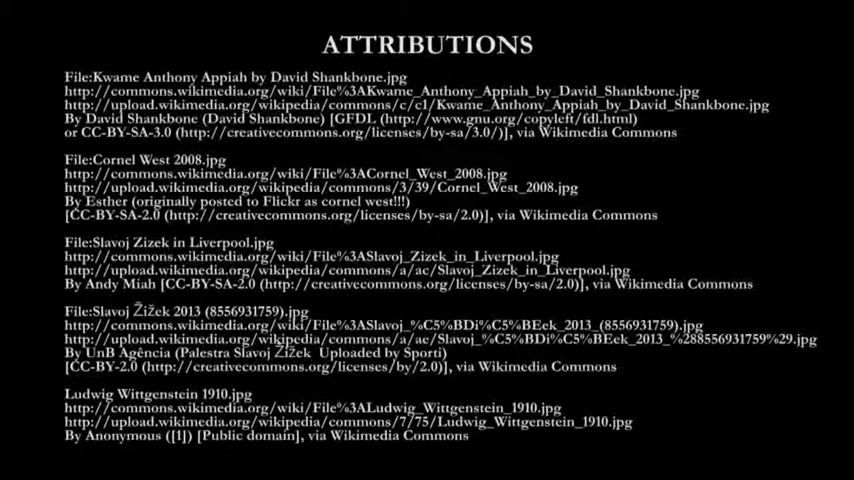 ATTRIBUTIONS
File:Kwame Anthony Appiah by David Shankbone.jpg
http://commons.wikimedia.org/wiki/File%3AKwame_Anthony_Appiah_by_David_Shankbone.jpg
http://upload.wikimedia.org/wikipedia/commons/c/c1/Kwame_Anthony_Appiah_by_David_Shankbone.jpg
By David Shankbone (David Shankbone) [GFDL (http://www.gnu.org/copyleft/fdl.html)
or CC-BY-SA-3.0 (http://creativecommons.org/licenses/by-sa/3.0/)], via Wikimedia Commons
File:Cornel West 2008.jpg
http://commons.wikimedia.org/wiki/File%3ACornel_West_2008.jpg
http://upload.wikimedia.org/wikipedia/commons/3/39/Cornel_West_2008.jpg
By Esther (originally posted to Flickr as cornel west!!!)
[CC-BY-SA-2.0 (http://creativecommons.org/licenses/by-sa/2.0)], via Wikimedia Commons
File:Slavoj Zizek in Liverpool.jpg
http://commons.wikimedia.org/wiki/File%3ASlavoj_Zizek_in_Liverpool.jpg
http://upload.wikimedia.org/wikipedia/commons/a/ac/Slavoj_Zizek_in_Liverpool.jpg
By Andy Miah [CC-BY-SA-2.0 (http://creativecommons.org/licenses/by-sa/2.0)], via Wikimedia Commons
File:Slavoj Žižek 2013 (8556931759).jpg
http://commons.wikimedia.org/wiki/File%3ASlavoj_%C5%BDi%C5%BEek_2013_(8556931759).jpg
http://upload.wikimedia.org/wikipedia/commons/a/ac/Slavoj_%C5%BDi%C5%BEek_2013_%288556931759%29.jpg
By UnB Agência (Palestra Slavoj Žižek Uploaded by Sporti)
[CC-BY-2.0 (http://creativecommons.org/licenses/by/2.0)], via Wikimedia Commons
Ludwig Wittgenstein 1910.jpg
http://commons.wikimedia.org/wiki/File%3ALudwig_Wittgenstein_1910.jpg
http://upload.wikimedia.org/wikipedia/commons/7/75/Ludwig_Wittgenstein_1910.jpg
By Anonymous ([1]) [Public domain], via Wikimedia Commons